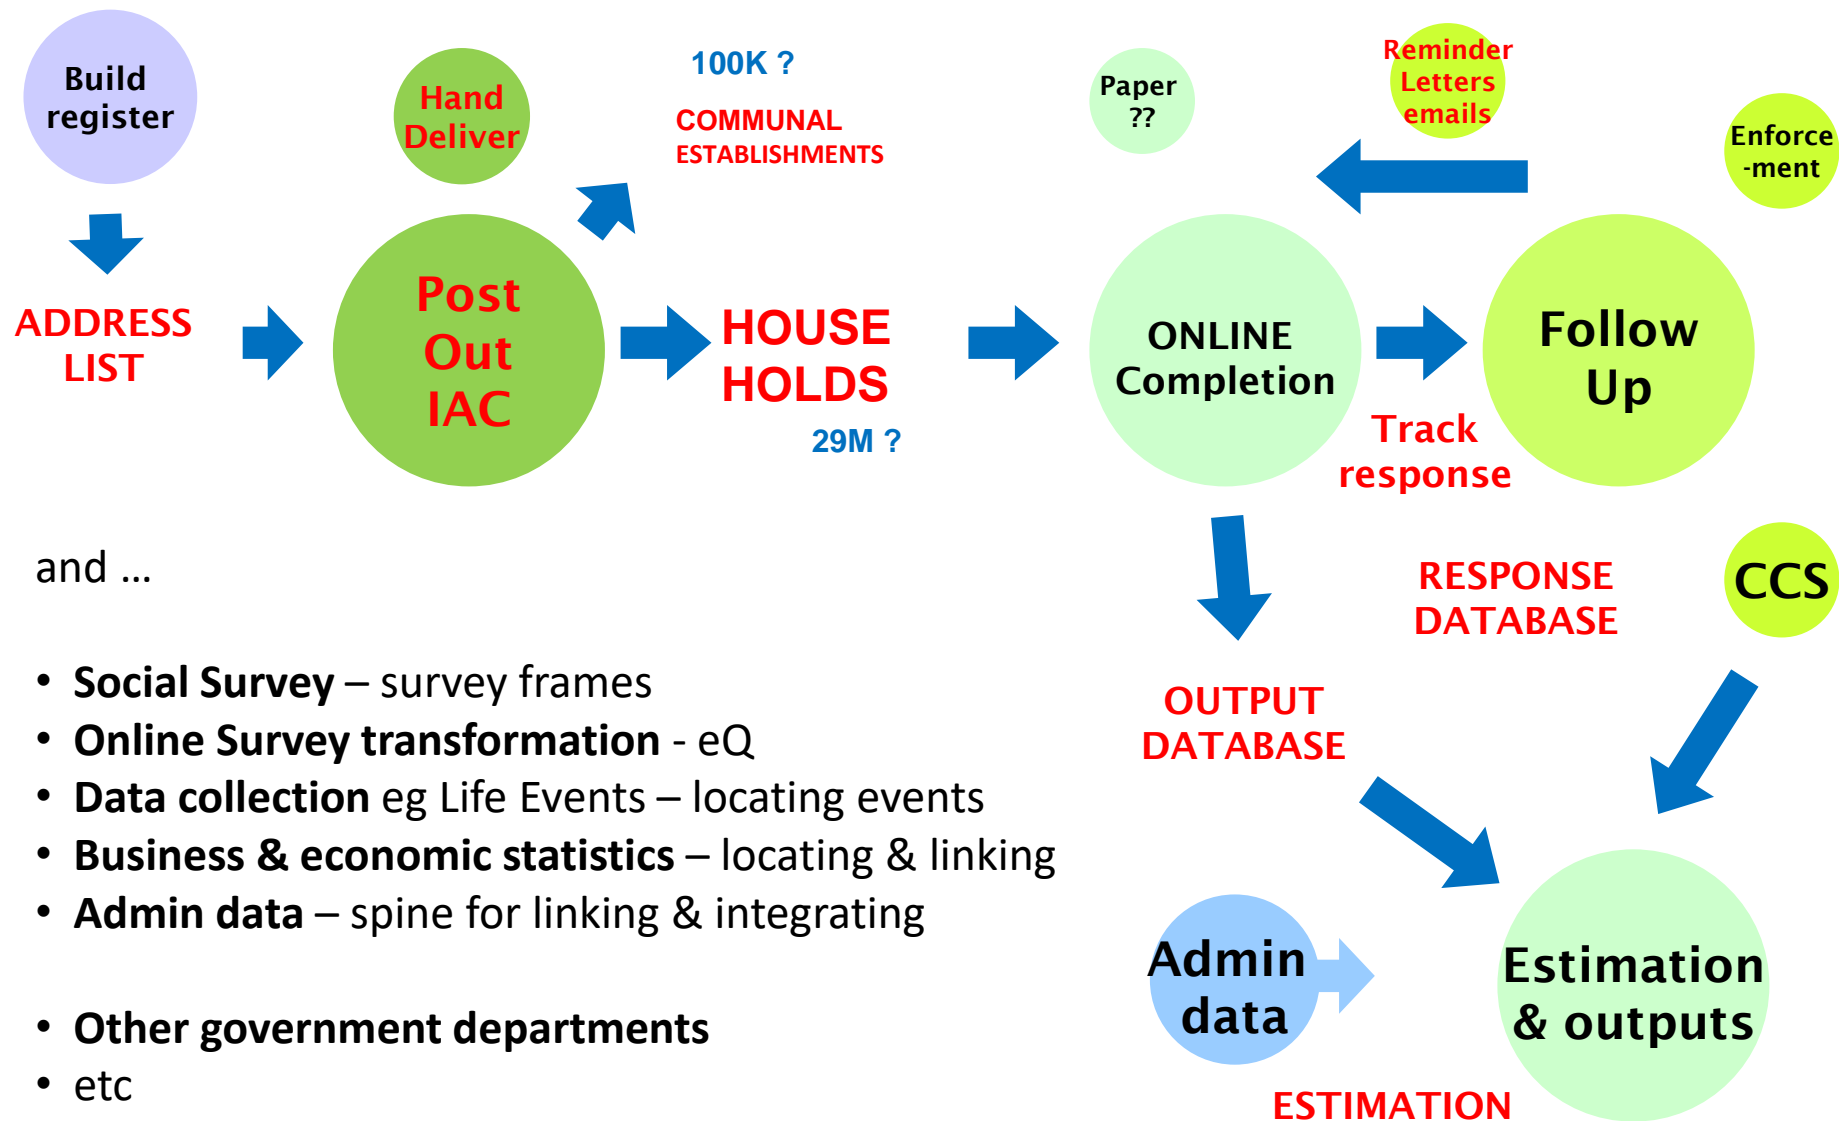 Build
register
Hand
Deliver
100K ?
COMMUNAL
ESTABLISHMENTS
Paper
??
Reminder
Letters
emails
Enforce
-ment
ADDRESS
LIST
Post
Out
IAC
HOUSE
HOLDS
29M ?
ONLINE
Completion
Track
response
Follow
Up
and ...
RESPONSE
DATABASE
CCS
OUTPUT
DATABASE
• Social Survey – survey frames
• Online Survey transformation - eQ
• Data collection eg Life Events – locating events
• Business & economic statistics – locating & linking
• Admin data – spine for linking & integrating
• Other government departments
• etc
Admin
data
Estimation
& outputs
ESTIMATION